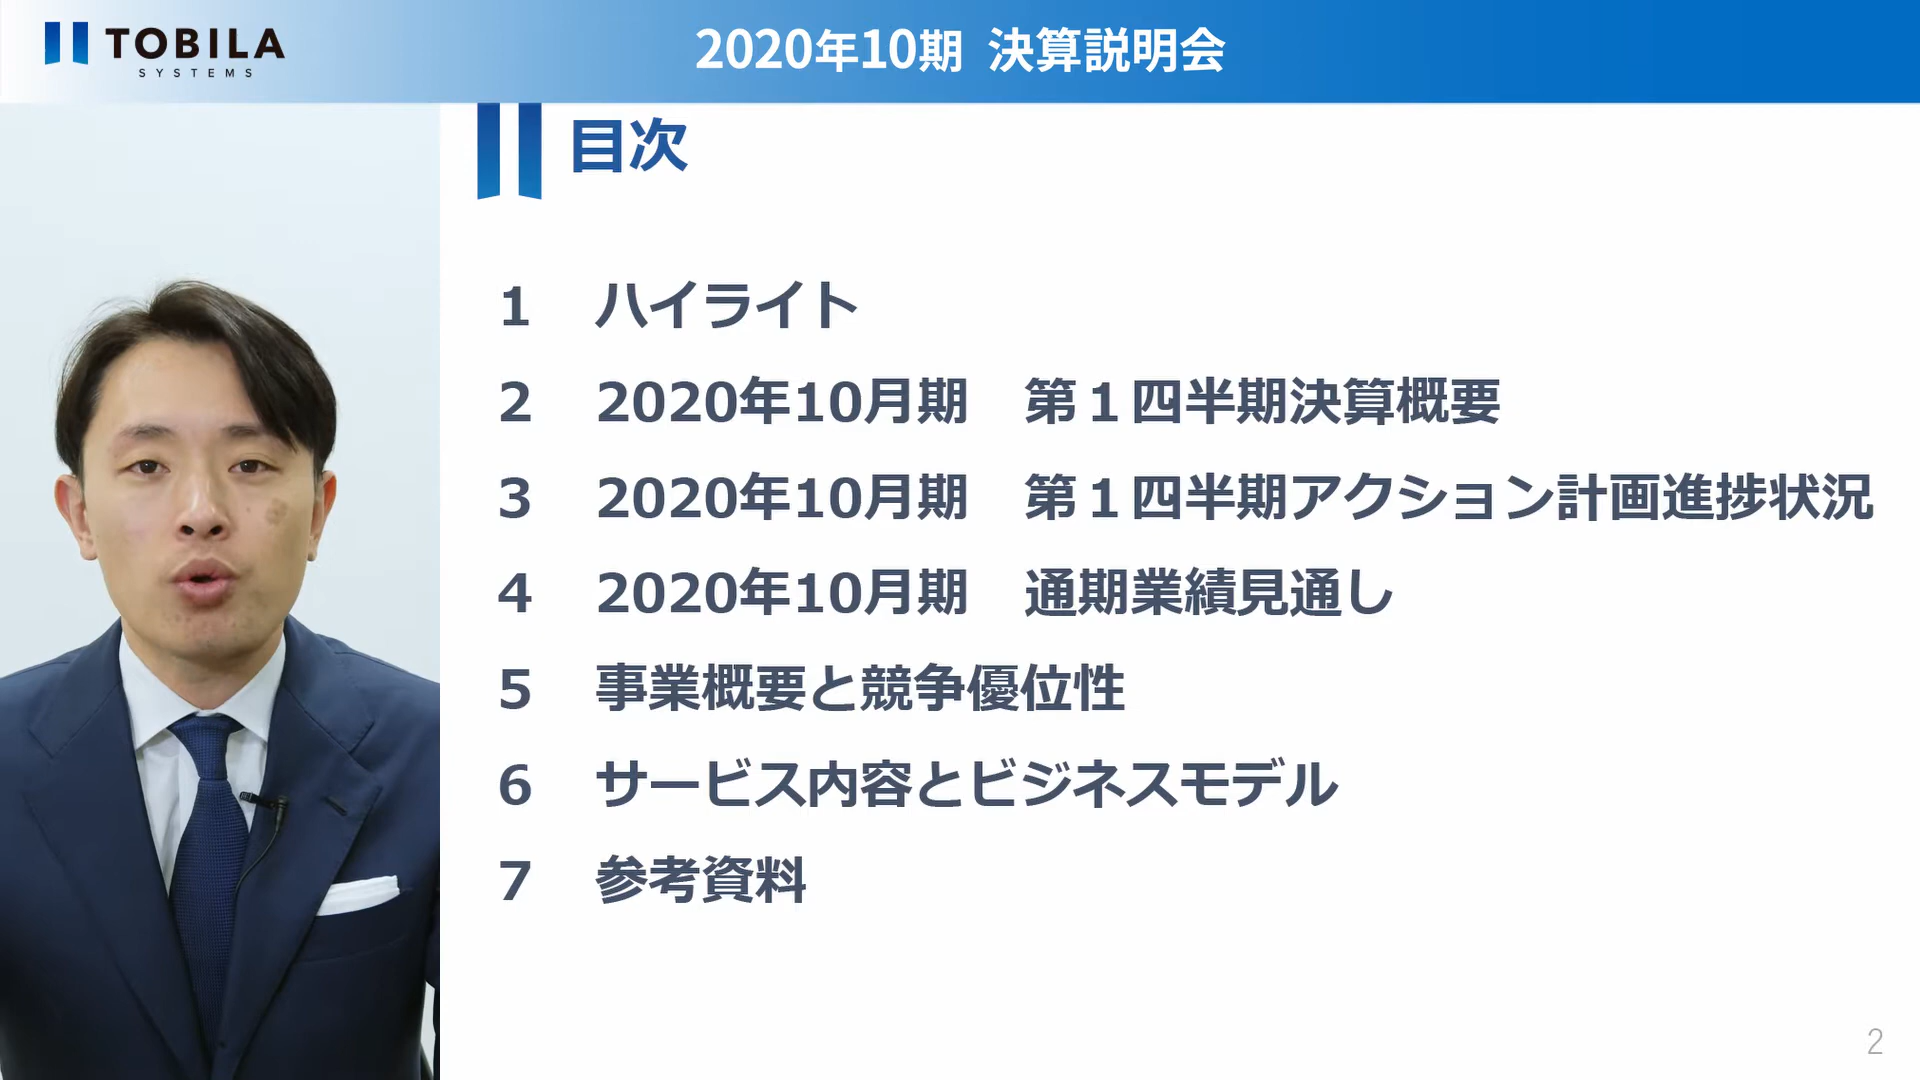 TOBILA
SYSTEMS
2020年10期 決算説明会
目次
1 ハイライト
2 2020年10月期 第１四半期決算概要
3 2020年10月期 第１四半期アクション計画進捗状況
4 2020年10月期 通期業績見通し
5 事業概要と競争優位性
6 サービス内容とビジネスモデル
7 参考資料
2